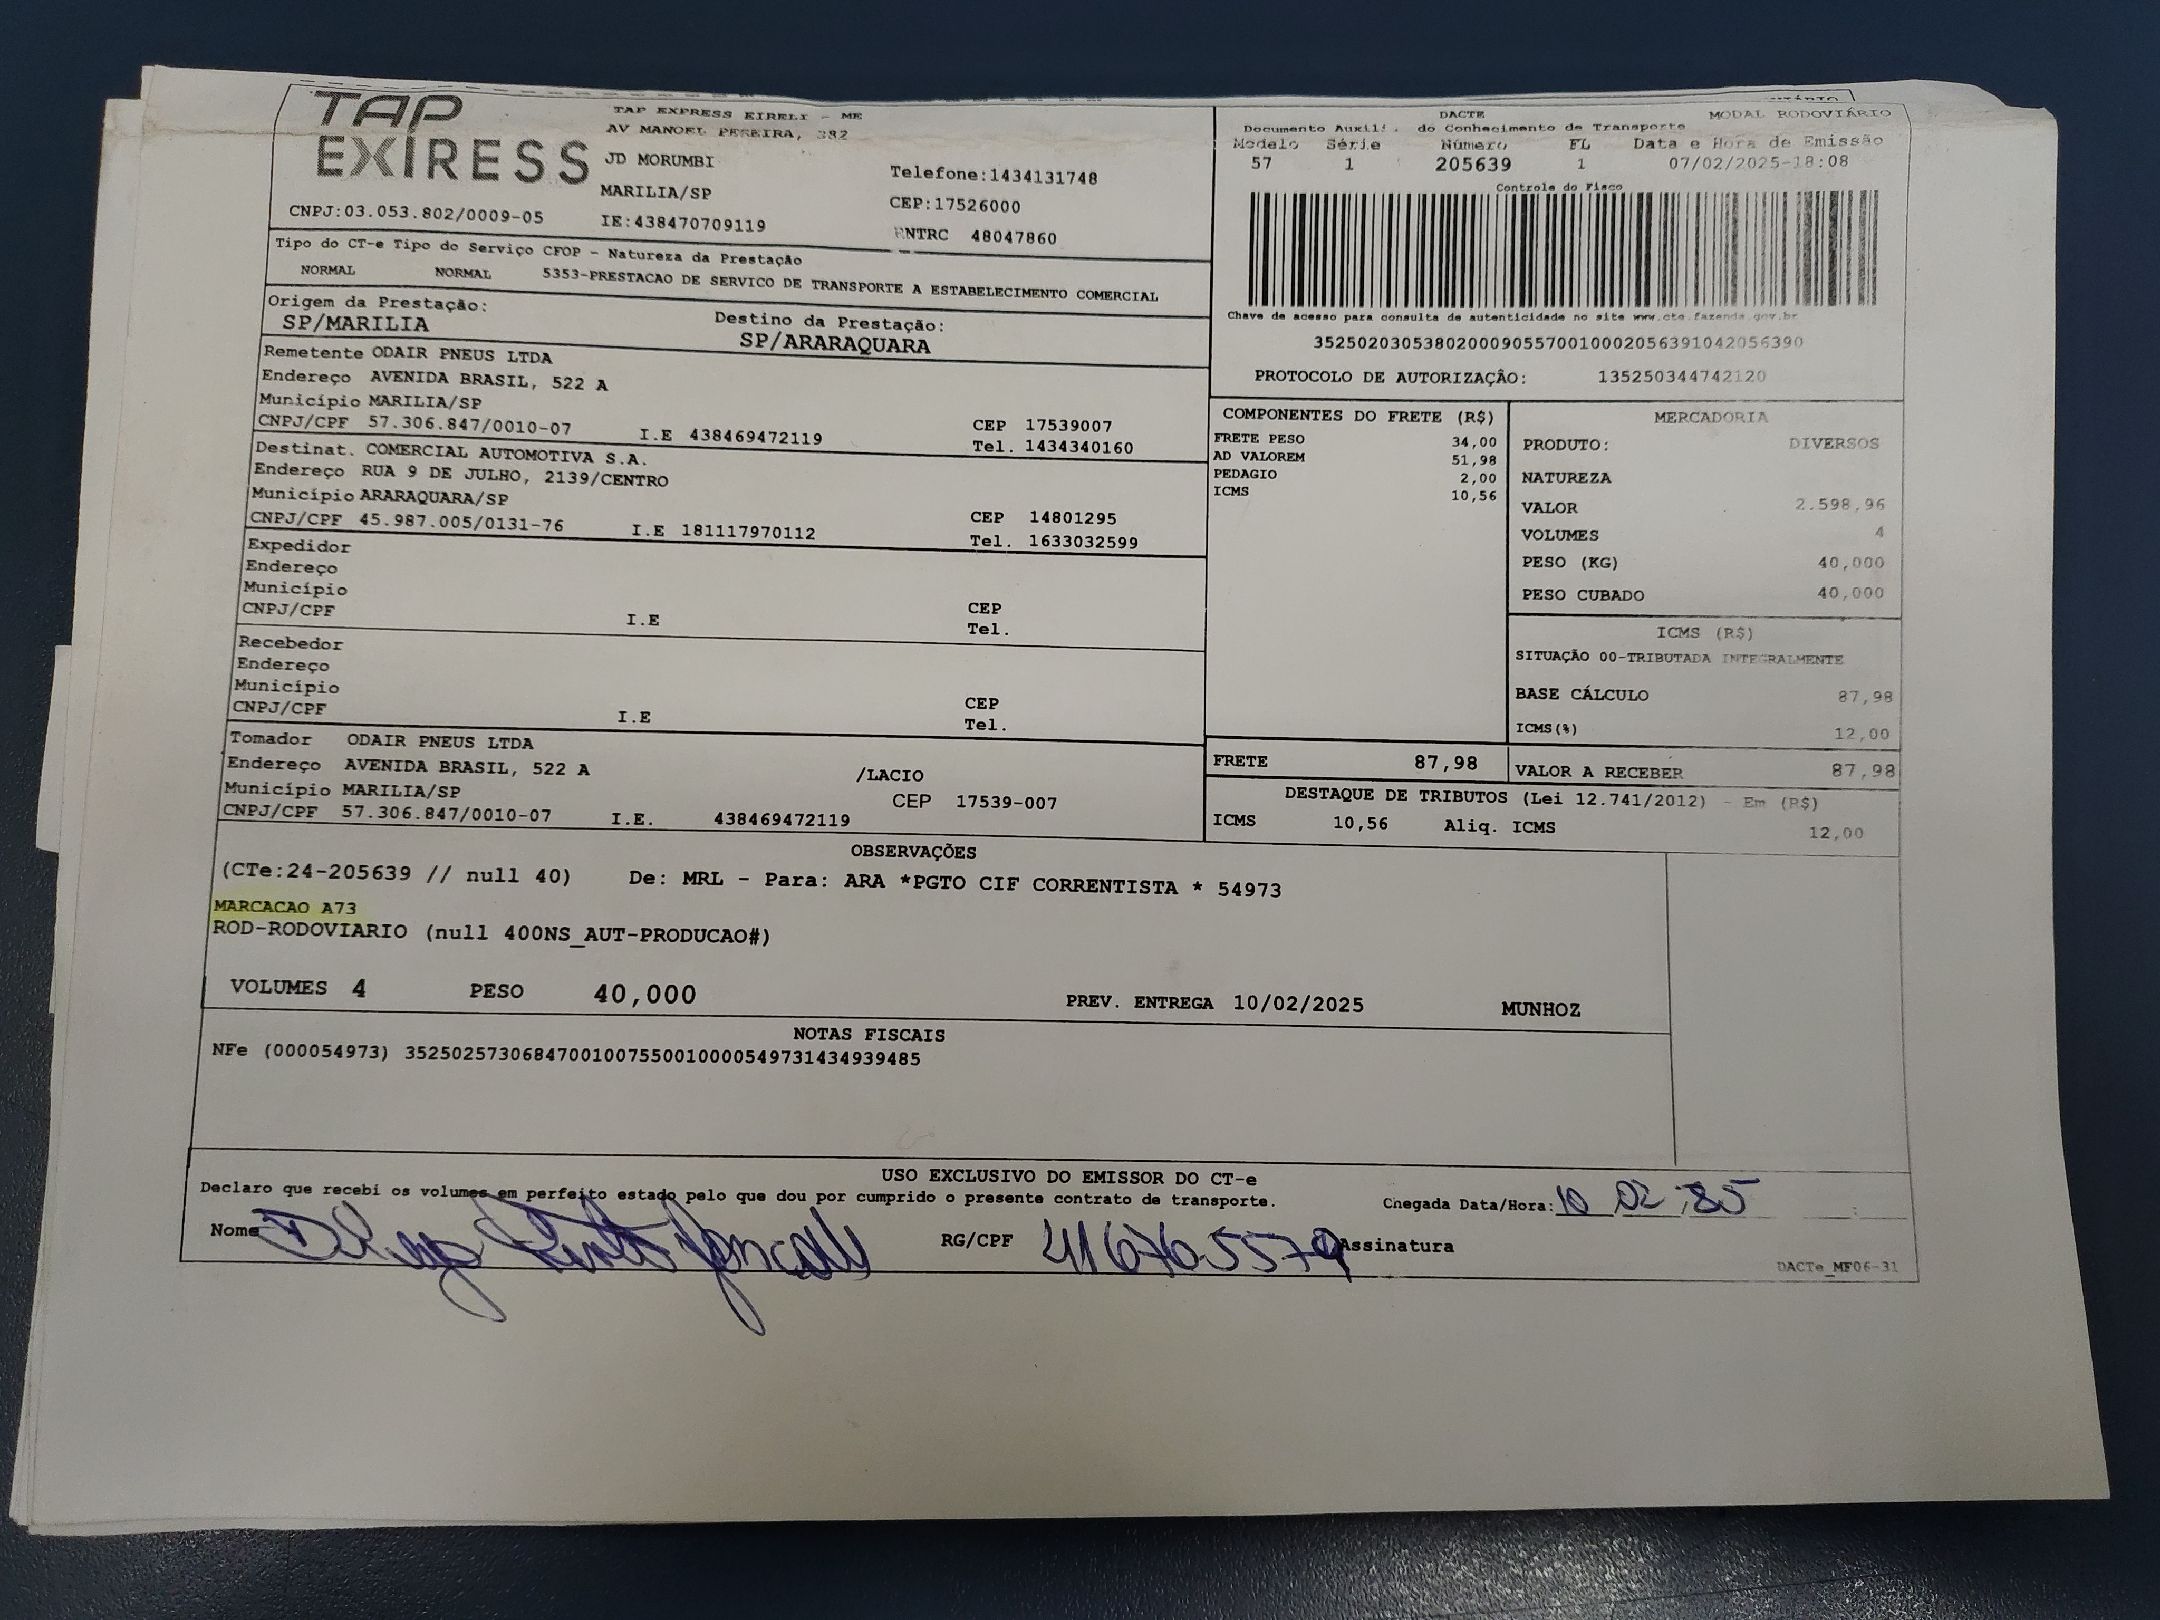 TAP
EXPRESS
TAP EXPRESS EIRELI - ME
AV MANOEL PEREIRA, 382
JD MORUMBI
Telefone:1434131748
MARILIA/SP
CEP:17526000
CNPJ:03.053.802/0009-05
IE:438470709119
RNTRC 48047860
DACTE
MODAL RODOVIÁRIO
Documento Auxil. do Conhecimento de Transporte
Modelo Série Número FL Data e Hora de Emissão
57 1 205639 1 07/02/2025-18:08
Controle do Fisco
Chave de acesso para consulta de autenticidade no site www.cte.fazenda.gov.br
35250203053802000905570010002056391042056390
PROTOCOLO DE AUTORIZAÇÃO: 135250344742120
Tipo do CT-e Tipo do Serviço CFOP - Natureza da Prestação
NORMAL NORMAL 5353-PRESTACAO DE SERVICO DE TRANSPORTE A ESTABELECIMENTO COMERCIAL
Origem da Prestação: Destino da Prestação:
SP/MARILIA SP/ARARAQUARA
Remetente ODAIR PNEUS LTDA
Endereço AVENIDA BRASIL, 522 A
Município MARILIA/SP CEP 17539007
CNPJ/CPF 57.306.847/0010-07 I.E 438469472119 Tel. 1434340160
Destinat. COMERCIAL AUTOMOTIVA S.A.
Endereço RUA 9 DE JULHO, 2139/CENTRO
Município ARARAQUARA/SP CEP 14801295
CNPJ/CPF 45.987.005/0131-76 I.E 181117970112 Tel. 1633032599
Expedidor
Endereço
Município CEP
CNPJ/CPF I.E Tel.
Recebedor
Endereço
Município CEP
CNPJ/CPF I.E Tel.
Tomador ODAIR PNEUS LTDA
Endereço AVENIDA BRASIL, 522 A /LACIO
Município MARILIA/SP CEP 17539-007
CNPJ/CPF 57.306.847/0010-07 I.E. 438469472119
COMPONENTES DO FRETE (R$)
FRETE PESO 34,00
AD VALOREM 51,98
PEDAGIO 2,00
ICMS 10,56
MERCADORIA
PRODUTO: DIVERSOS
NATUREZA
VALOR 2.598,96
VOLUMES 4
PESO (KG) 40,000
PESO CUBADO 40,000
ICMS (R$)
SITUAÇÃO 00-TRIBUTADA INTEGRALMENTE
BASE CÁLCULO 87,98
ICMS(%) 12,00
FRETE 87,98 VALOR A RECEBER 87,98
DESTAQUE DE TRIBUTOS (Lei 12.741/2012) - Em (R$)
ICMS 10,56 Aliq. ICMS 12,00
OBSERVAÇÕES
(CTe:24-205639 // null 40) De: MRL - Para: ARA *PGTO CIF CORRENTISTA * 54973
MARCACAO A73
ROD-RODOVIARIO (null 400NS_AUT-PRODUCAO#)
VOLUMES 4 PESO 40,000 PREV. ENTREGA 10/02/2025 MUNHOZ
NOTAS FISCAIS
NFe (000054973) 35250257306847001007550010000549731434939485
USO EXCLUSIVO DO EMISSOR DO CT-e
Declaro que recebi os volumes em perfeito estado pelo que dou por cumprido o presente contrato de transporte. Chegada Data/Hora: 10 02
Nome RG/CPF 416765579 Assinatura
DACTe_MF06-31